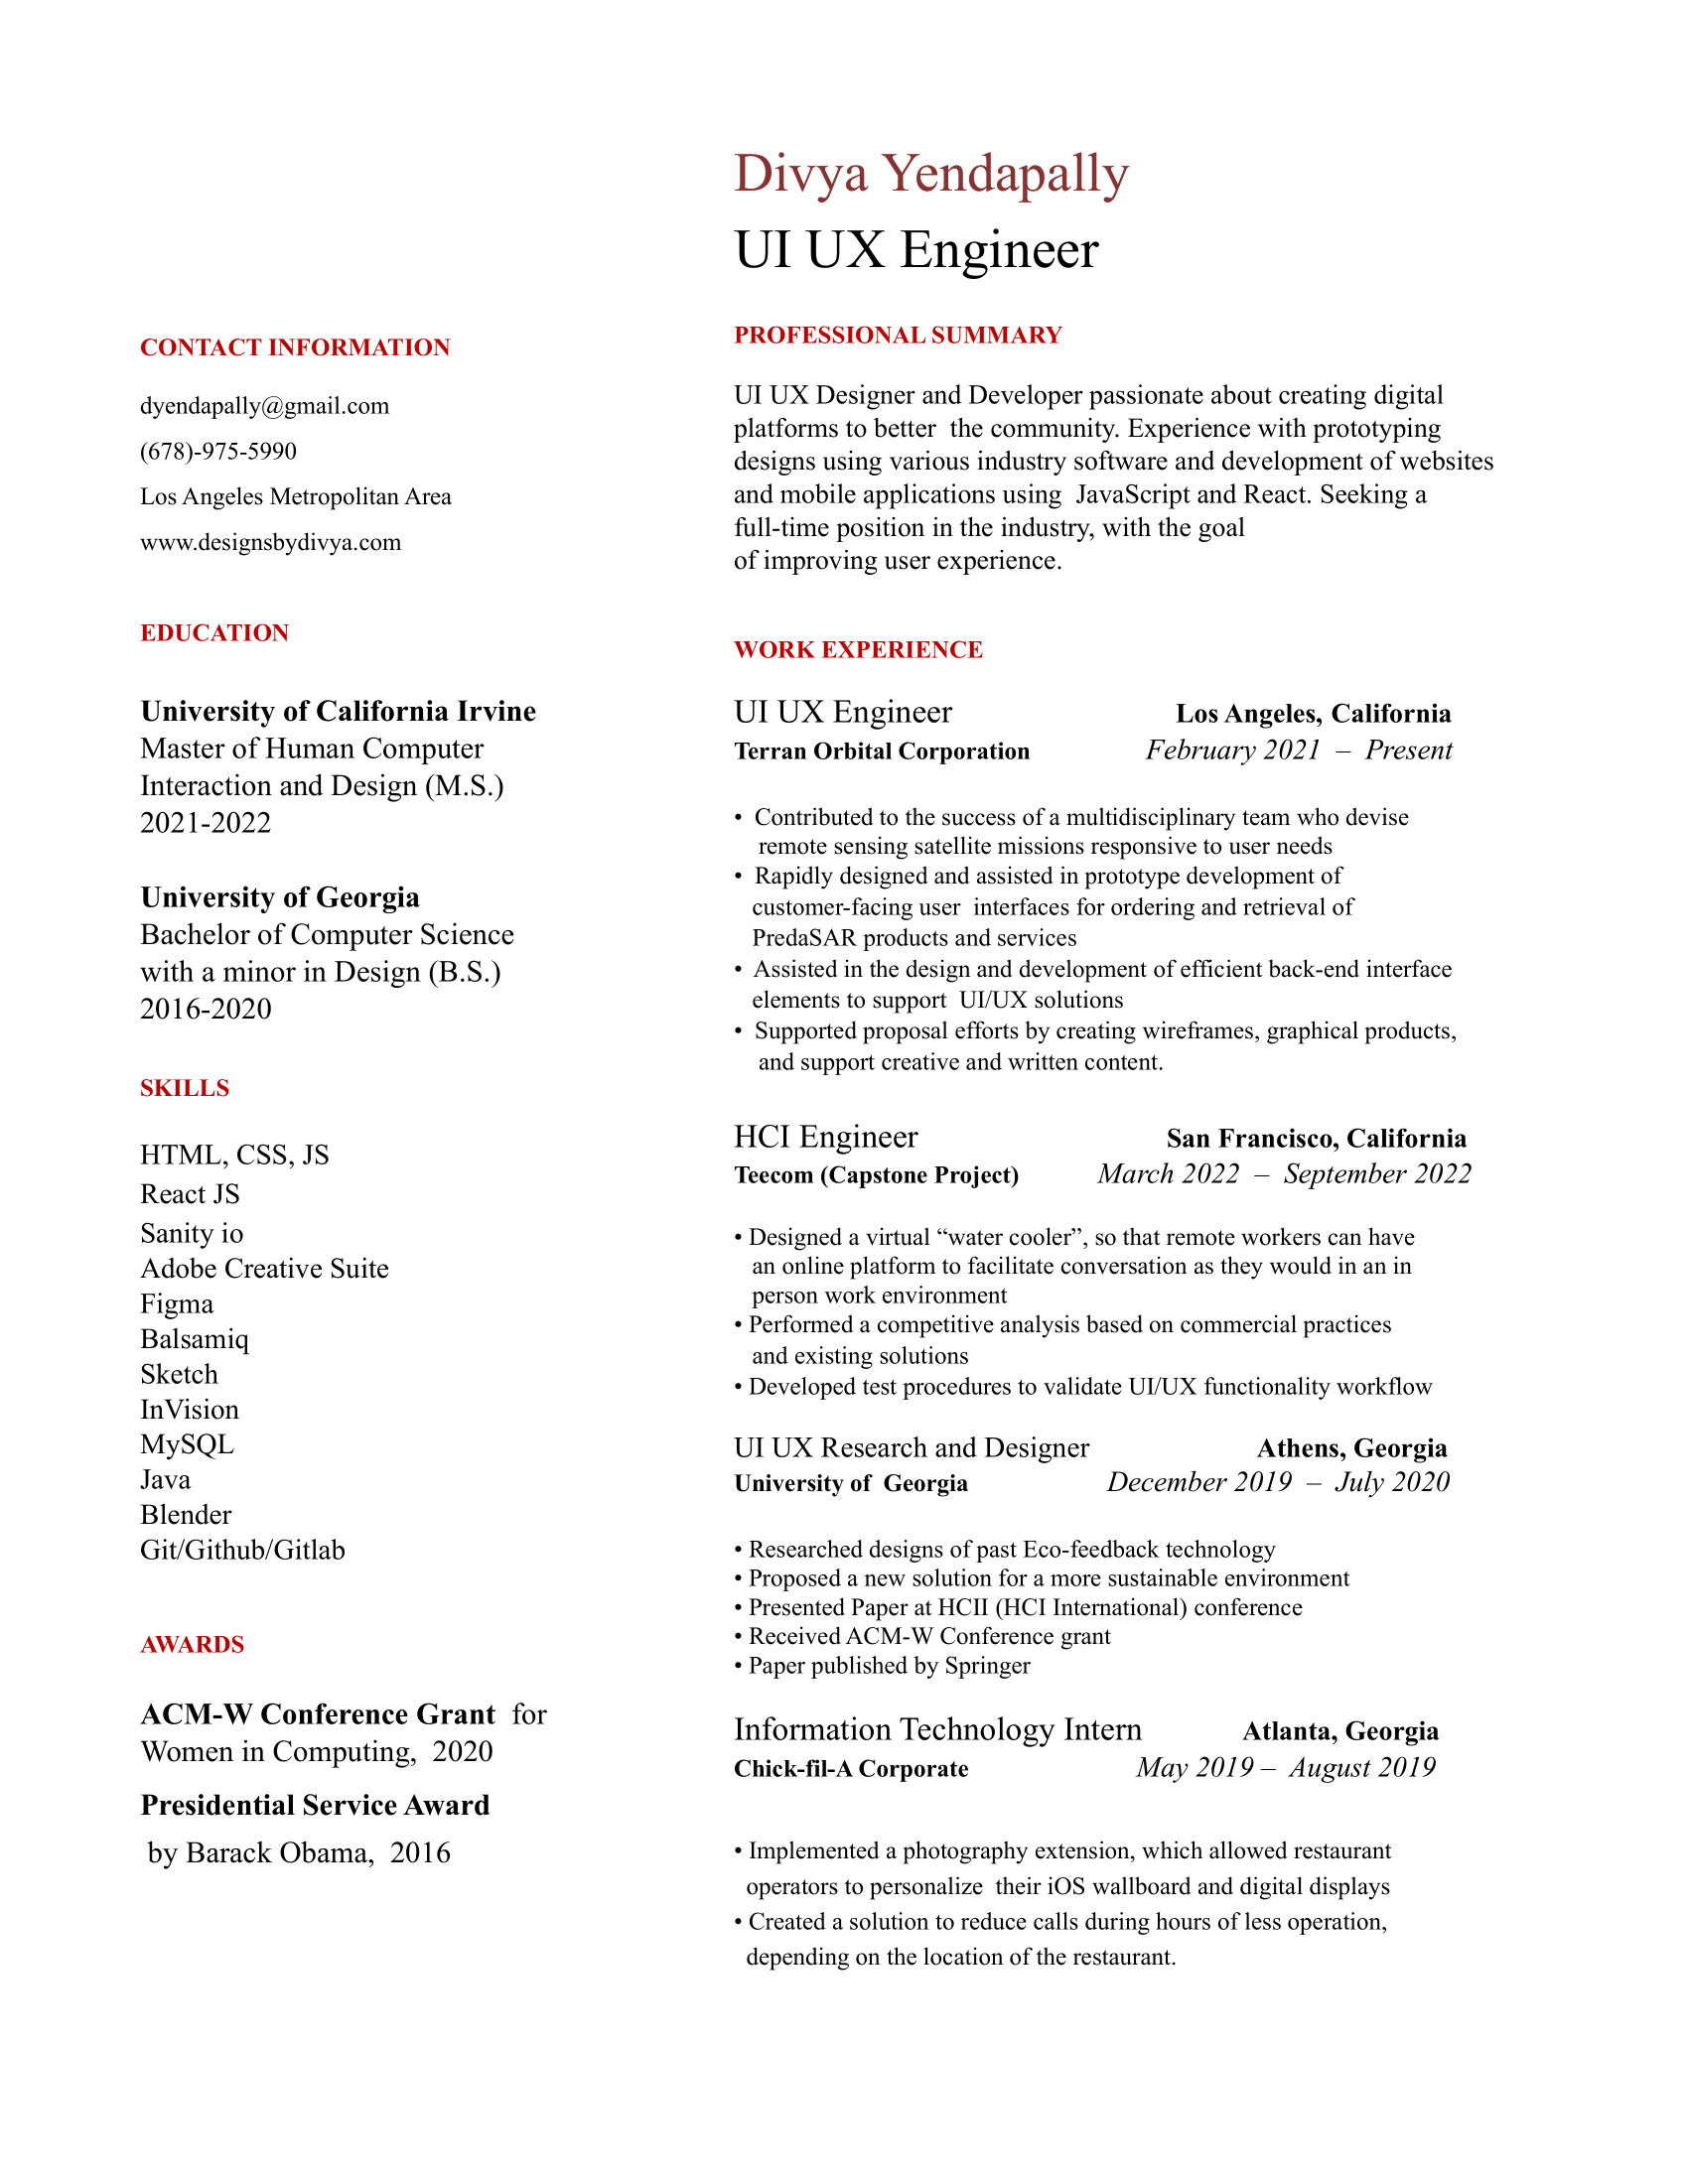 Divya Yendapally
UI UX Engineer
CONTACT INFORMATION
dyendapally@gmail.com
(678)-975-5990
Los Angeles Metropolitan Area
www.designsbydivya.com
EDUCATION
University of California Irvine
Master of Human Computer
Interaction and Design (M.S.)
2021-2022
University of Georgia
Bachelor of Computer Science
with a minor in Design (B.S.)
2016-2020
SKILLS
HTML, CSS, JS
React JS
Sanity io
Adobe Creative Suite
Figma
Balsamiq
Sketch
InVision
MySQL
Java
Blender
Git/Github/Gitlab
AWARDS
ACM-W Conference Grant for
Women in Computing, 2020
Presidential Service Award
by Barack Obama, 2016
PROFESSIONAL SUMMARY
UI UX Designer and Developer passionate about creating digital
platforms to better the community. Experience with prototyping
designs using various industry software and development of websites
and mobile applications using JavaScript and React. Seeking a
full-time position in the industry, with the goal
of improving user experience.
WORK EXPERIENCE
UI UX Engineer Los Angeles, California
Terran Orbital Corporation February 2021 – Present
• Contributed to the success of a multidisciplinary team who devise
remote sensing satellite missions responsive to user needs
• Rapidly designed and assisted in prototype development of
customer-facing user interfaces for ordering and retrieval of
PredaSAR products and services
• Assisted in the design and development of efficient back-end interface
elements to support UI/UX solutions
• Supported proposal efforts by creating wireframes, graphical products,
and support creative and written content.
HCI Engineer San Francisco, California
Teecom (Capstone Project) March 2022 – September 2022
• Designed a virtual “water cooler”, so that remote workers can have
an online platform to facilitate conversation as they would in an in
person work environment
• Performed a competitive analysis based on commercial practices
and existing solutions
• Developed test procedures to validate UI/UX functionality workflow
UI UX Research and Designer Athens, Georgia
University of Georgia December 2019 – July 2020
• Researched designs of past Eco-feedback technology
• Proposed a new solution for a more sustainable environment
• Presented Paper at HCII (HCI International) conference
• Received ACM-W Conference grant
• Paper published by Springer
Information Technology Intern Atlanta, Georgia
Chick-fil-A Corporate May 2019 – August 2019
• Implemented a photography extension, which allowed restaurant
operators to personalize their iOS wallboard and digital displays
• Created a solution to reduce calls during hours of less operation,
depending on the location of the restaurant.